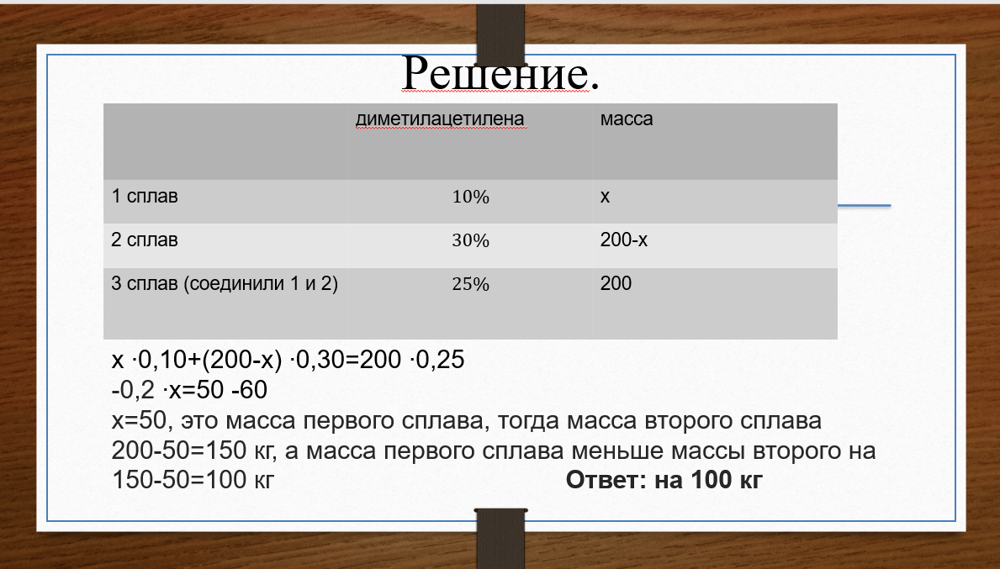 Решение.
диметилацетилена масса
1 сплав 10% х
2 сплав 30% 200-х
3 сплав (соединили 1 и 2) 25% 200
х ·0,10+(200-х) ·0,30=200 ·0,25
-0,2 ·х=50 -60
х=50, это масса первого сплава, тогда масса второго сплава
200-50=150 кг, а масса первого сплава меньше массы второго на
150-50=100 кг Ответ: на 100 кг